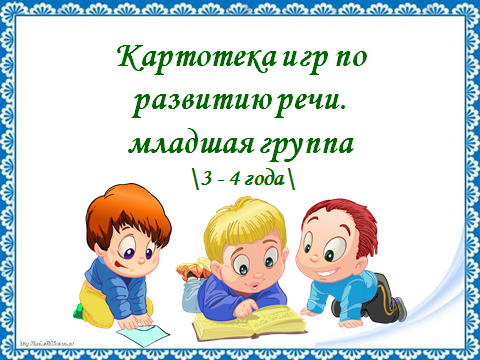 Картотека игр по
развитию речи.
младшая группа
\3 - 4 года\